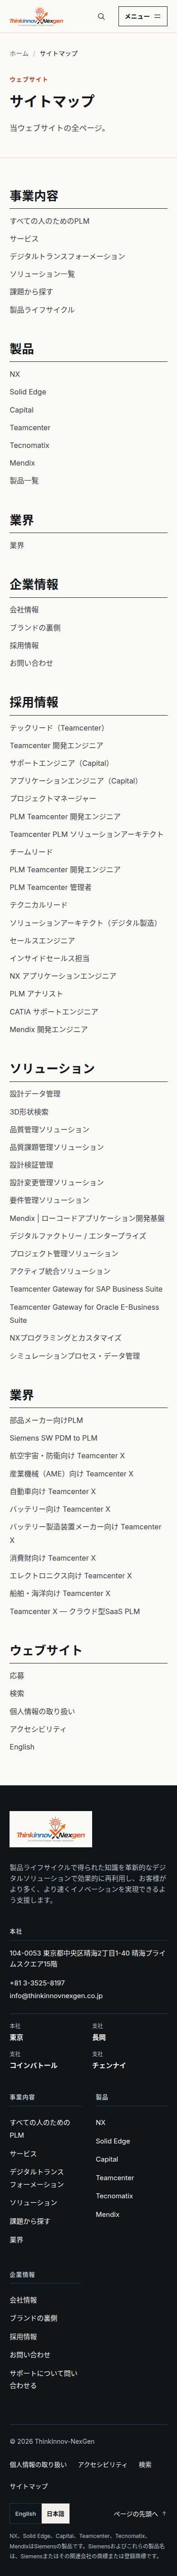 Thinkinnov Nexgen
メニュー
ホーム / サイトマップ
ウェブサイト
サイトマップ
当ウェブサイトの全ページ。
事業内容
すべての人のためのPLM
サービス
デジタルトランスフォーメーション
ソリューション一覧
課題から探す
製品ライフサイクル
製品
NX
Solid Edge
Capital
Teamcenter
Tecnomatix
Mendix
製品一覧
業界
業界
企業情報
会社情報
ブランドの裏側
採用情報
お問い合わせ
採用情報
テックリード（Teamcenter）
Teamcenter 開発エンジニア
サポートエンジニア（Capital）
アプリケーションエンジニア（Capital）
プロジェクトマネージャー
PLM Teamcenter 開発エンジニア
Teamcenter PLM ソリューションアーキテクト
チームリード
PLM Teamcenter 開発エンジニア
PLM Teamcenter 管理者
テクニカルリード
ソリューションアーキテクト（デジタル製造）
セールスエンジニア
インサイドセールス担当
NX アプリケーションエンジニア
PLM アナリスト
CATIA サポートエンジニア
Mendix 開発エンジニア
ソリューション
設計データ管理
3D形状検索
品質管理ソリューション
品質課題管理ソリューション
設計検証管理
設計変更管理ソリューション
要件管理ソリューション
Mendix | ローコードアプリケーション開発基盤
デジタルファクトリー / エンタープライズ
プロジェクト管理ソリューション
アクティブ統合ソリューション
Teamcenter Gateway for SAP Business Suite
Teamcenter Gateway for Oracle E-Business
Suite
NXプログラミングとカスタマイズ
シミュレーションプロセス・データ管理
業界
部品メーカー向けPLM
Siemens SW PDM to PLM
航空宇宙・防衛向け Teamcenter X
産業機械（AME）向け Teamcenter X
自動車向け Teamcenter X
バッテリー向け Teamcenter X
バッテリー製造装置メーカー向け Teamcenter
X
消費財向け Teamcenter X
エレクトロニクス向け Teamcenter X
船舶・海洋向け Teamcenter X
Teamcenter X — クラウド型SaaS PLM
ウェブサイト
応募
検索
個人情報の取り扱い
アクセシビリティ
English
Thinkinnov Nexgen
製品ライフサイクルで得られた知識を革新的なデジ
タルソリューションで効果的に再利用し、お客様が
より多く、より速くイノベーションを実現できるよ
う支援します。
本社
104-0053 東京都中央区晴海2丁目1-40 晴海プライ
ムスクエア15階
+81 3-3525-8197
info@thinkinnovnexgen.co.jp
本社 支社
東京 長岡
支社 支社
コインバトール チェンナイ
事業内容
すべての人のための
PLM
サービス
デジタルトランス
フォーメーション
ソリューション
課題から探す
業界
製品
NX
Solid Edge
Capital
Teamcenter
Tecnomatix
Mendix
企業情報
会社情報
ブランドの裏側
採用情報
お問い合わせ
サポートについて問い
合わせる
© 2026 ThinkInnov-NexGen
個人情報の取り扱い アクセシビリティ 検索
サイトマップ
English 日本語 ページの先頭へ ↑
NX、Solid Edge、Capital、Teamcenter、Tecnomatix、
MendixはSiemensの製品です。Siemensおよびこれらの製品名
は、Siemensまたはその関連会社の商標または登録商標です。